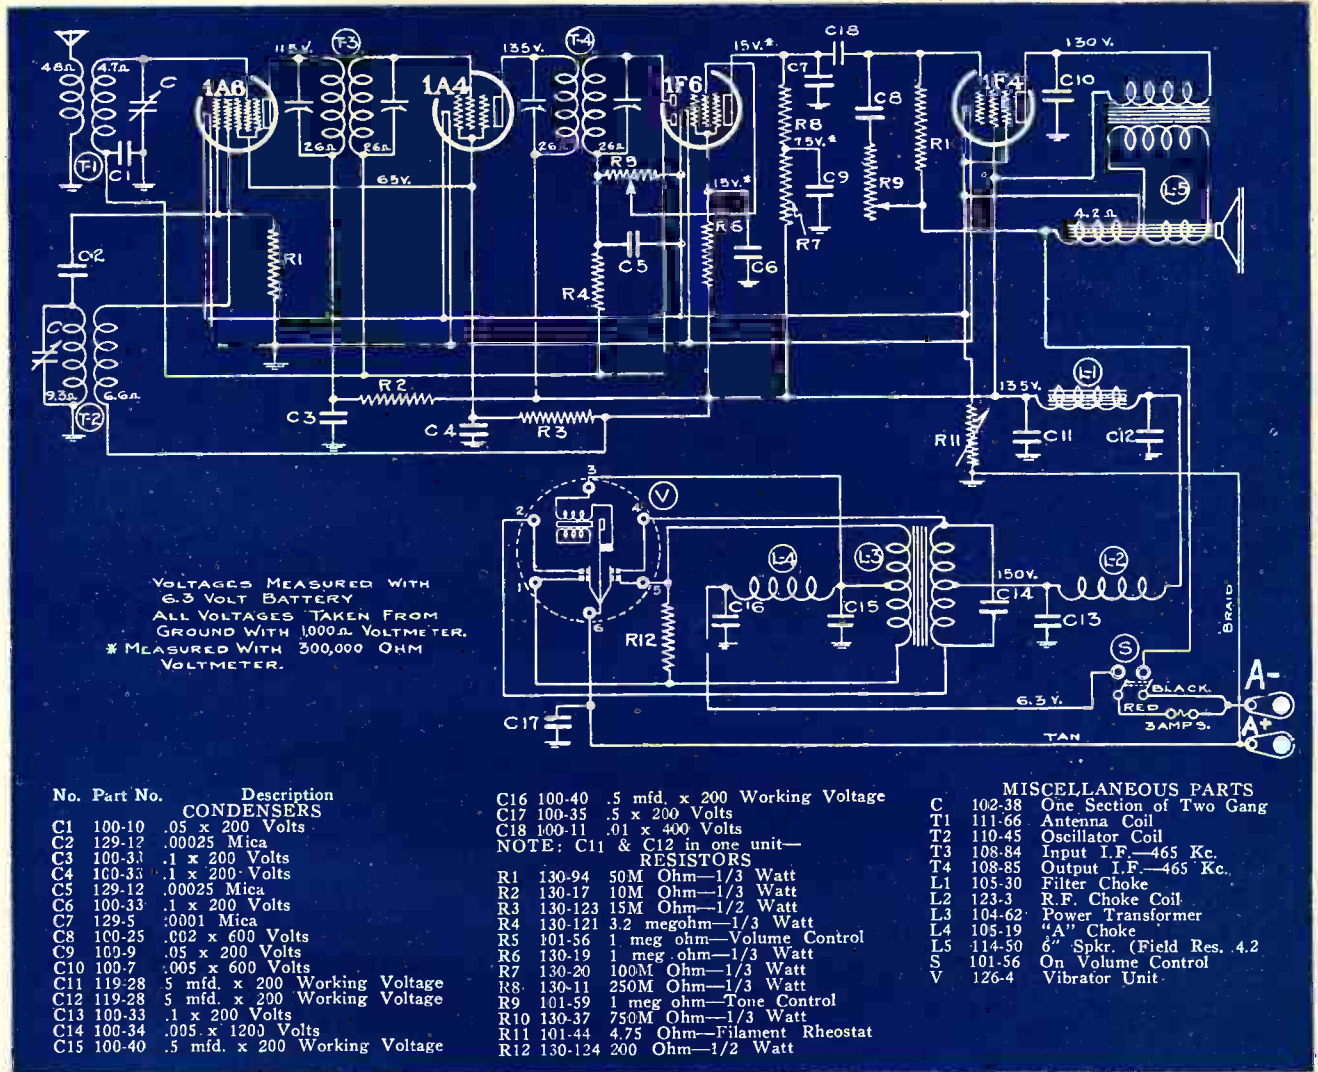 48Ω
4.7Ω
C
T-1
C1
1A6
115V.
T-3
26Ω
26Ω
1A4
135V.
T-4
26
26Ω
1F6
15V.*
C18
C7
R8
75V.*
C9
R7
C8
R9
R1
1F4
130V.
C10
L-5
4.2Ω
65V.
R5
15V.*
R6
C6
C5
R4
C2
R1
C
9.3Ω
6.6Ω
T-2
R2
C3
C4
R3
135V.
L-1
C11
C12
R11
V
3
2
4
1
5
6
L-4
C16
L-3
C15
R12
150V.
C14
L-2
C13
BRAID
S
6.3V.
BLACK.
RED
3AMPS.
A-
A+
TAN
C17
VOLTAGES MEASURED WITH
6.3 VOLT BATTERY
ALL VOLTAGES TAKEN FROM
GROUND WITH 1,000Ω VOLTMETER.
* MEASURED WITH 300,000 OHM
VOLTMETER.
No. Part No. Description
CONDENSERS
C1 100-10 .05 x 200 Volts
C2 129-12 .00025 Mica
C3 100-33 .1 x 200 Volts
C4 100-33 .1 x 200 Volts
C5 129-12 .00025 Mica
C6 100-33 .1 x 200 Volts
C7 129-5 .0001 Mica
C8 100-25 .002 x 600 Volts
C9 100-9 .05 x 200 Volts
C10 100-7 .005 x 600 Volts
C11 119-28 5 mfd. x 200 Working Voltage
C12 119-28 5 mfd. x 200 Working Voltage
C13 100-33 .1 x 200 Volts
C14 100-34 .005 x 1200 Volts
C15 100-40 .5 mfd. x 200 Working Voltage
C16 100-40 .5 mfd. x 200 Working Voltage
C17 100-35 .5 x 200 Volts
C18 100-11 .01 x 400 Volts
NOTE: C11 & C12 in one unit—
RESISTORS
R1 130-94 50M Ohm—1/3 Watt
R2 130-17 10M Ohm—1/3 Watt
R3 130-123 15M Ohm—1/2 Watt
R4 130-121 3.2 megohm—1/3 Watt
R5 101-56 1 meg ohm—Volume Control
R6 130-19 1 meg ohm—1/3 Watt
R7 130-20 100M Ohm—1/3 Watt
R8 130-11 250M Ohm—1/3 Watt
R9 101-59 1 meg ohm—Tone Control
R10 130-37 750M Ohm—1/3 Watt
R11 101-44 4.75 Ohm—Filament Rheostat
R12 130-134 200 Ohm—1/2 Watt
MISCELLANEOUS PARTS
C 102-38 One Section of Two Gang
T1 111-66 Antenna Coil
T2 110-45 Oscillator Coil
T3 108-84 Input I.F.—465 Kc.
T4 108-85 Output I.F.—465 Kc.
L1 105-30 Filter Choke
L2 123-3 R.F. Choke Coil
L3 104-62 Power Transformer
L4 105-19 "A" Choke
L5 114-50 6" Spkr. (Field Res. 4.2
S 101-56 On Volume Control
V 126-4 Vibrator Unit